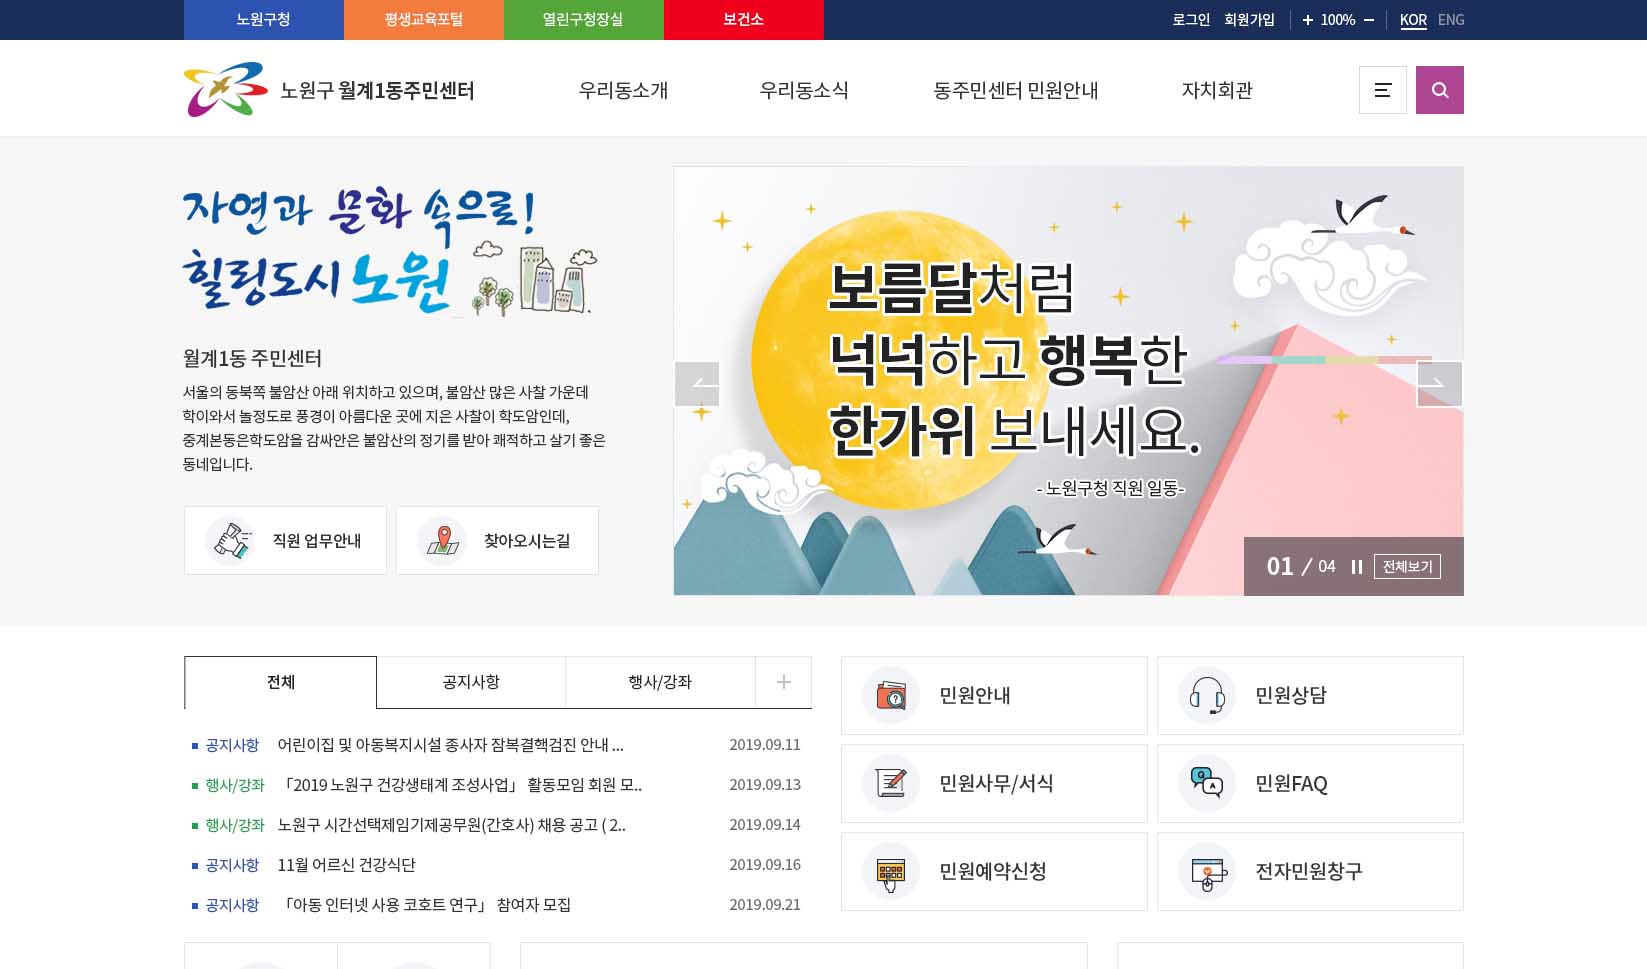 노원구청
평생교육포털
열린구청장실
보건소
로그인
회원가입
100%
KOR
ENG
노원구 월계1동주민센터
우리동소개
우리동소식
동주민센터 민원안내
자치회관
자연과 문화 속으로!
힐링도시 노원
월계1동 주민센터
서울의 동북쪽 불암산 아래 위치하고 있으며, 불암산 많은 사찰 가운데
학이와서 놀정도로 풍경이 아름다운 곳에 지은 사찰이 학도암인데,
중계본동은학도암을 감싸안은 불암산의 정기를 받아 쾌적하고 살기 좋은
동네입니다.
직원 업무안내
찾아오시는길
보름달처럼
넉넉하고 행복한
한가위 보내세요.
- 노원구청 직원 일동-
01 / 04
전체보기
전체
공지사항
행사/강좌
공지사항 어린이집 및 아동복지시설 종사자 잠복결핵검진 안내 ... 2019.09.11
행사/강좌 「2019 노원구 건강생태계 조성사업」 활동모임 회원 모.. 2019.09.13
행사/강좌 노원구 시간선택제임기제공무원(간호사) 채용 공고 ( 2.. 2019.09.14
공지사항 11월 어르신 건강식단 2019.09.16
공지사항 「아동 인터넷 사용 코호트 연구」 참여자 모집 2019.09.21
민원안내
민원상담
민원사무/서식
Q
A
민원FAQ
민원예약신청
전자민원창구